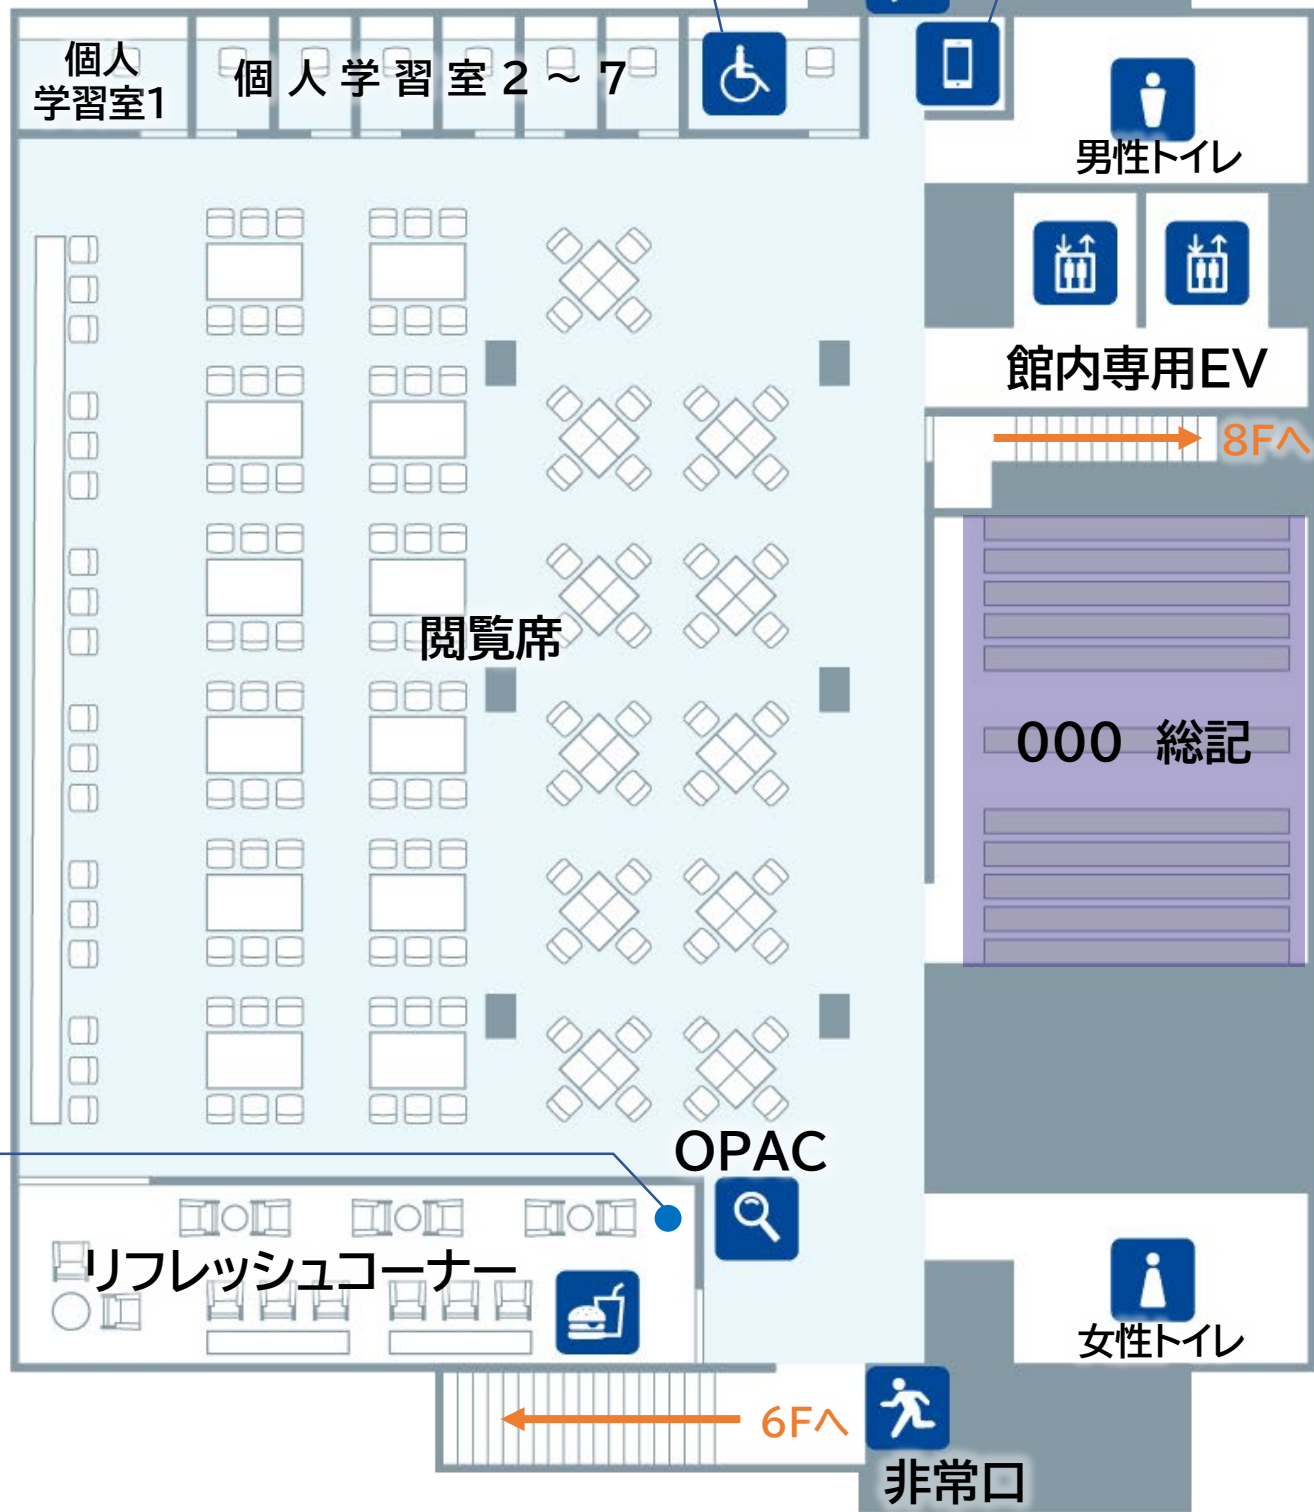 個人
学習室1
個人学習室2～7
男性トイレ
館内専用EV
8Fへ
閲覧席
000 総記
OPAC
リフレッシュコーナー
女性トイレ
6Fへ
非常口